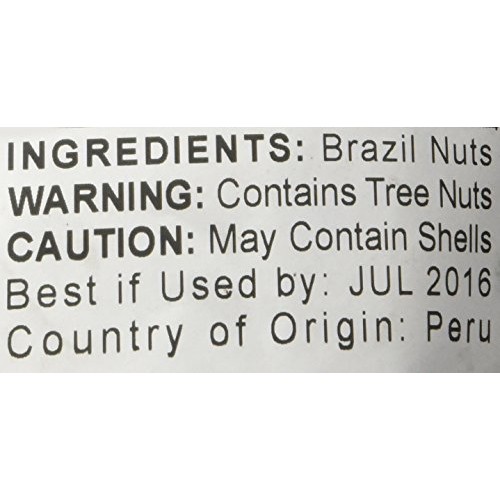 INGREDIENTS: Brazil Nuts
WARNING: Contains Tree Nuts
CAUTION: May Contain Shells
Best if Used by: JUL 2016
Country of Origin: Peru